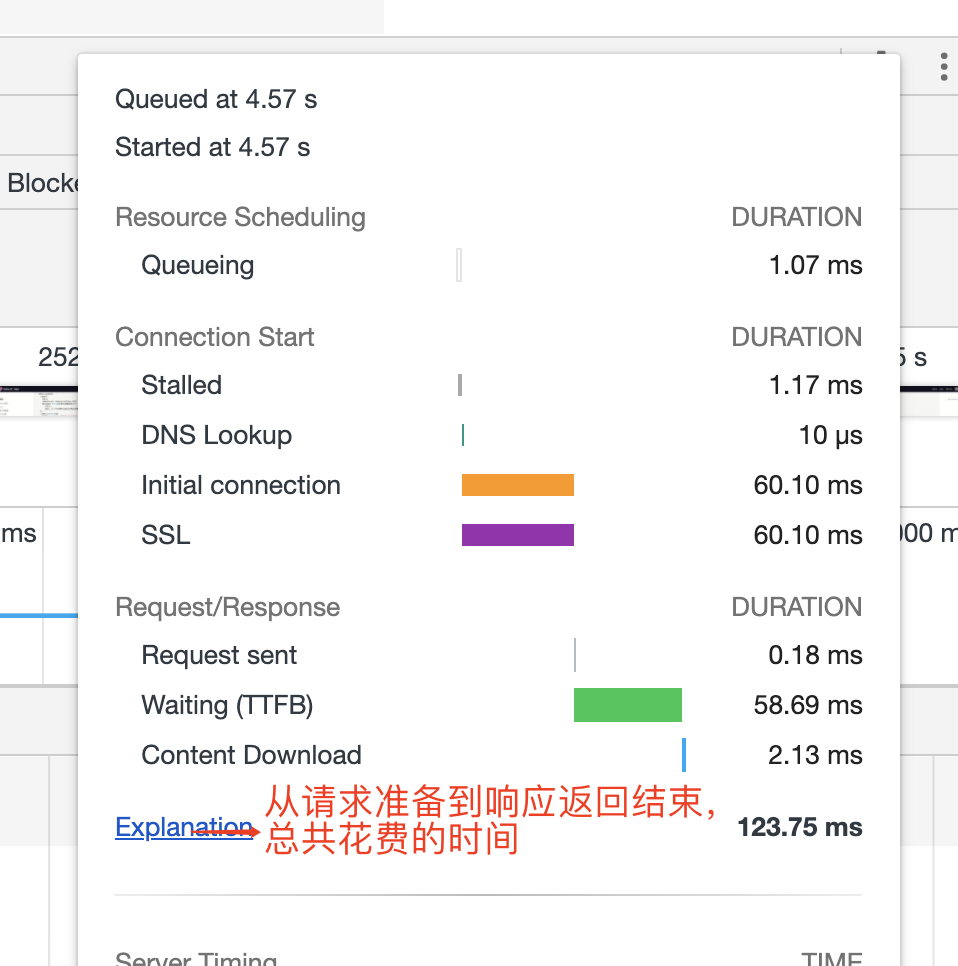 Queued at 4.57 s
Started at 4.57 s
Blocke
Resource Scheduling DURATION
Queueing 1.07 ms
Connection Start DURATION
252
5 s
Stalled 1.17 ms
DNS Lookup 10 μs
Initial connection 60.10 ms
SSL 60.10 ms
ms
000 m
Request/Response DURATION
Request sent 0.18 ms
Waiting (TTFB) 58.69 ms
Content Download 2.13 ms
从请求准备到响应返回结束，
总共花费的时间
Explanation 123.75 ms
Server Timing TIME